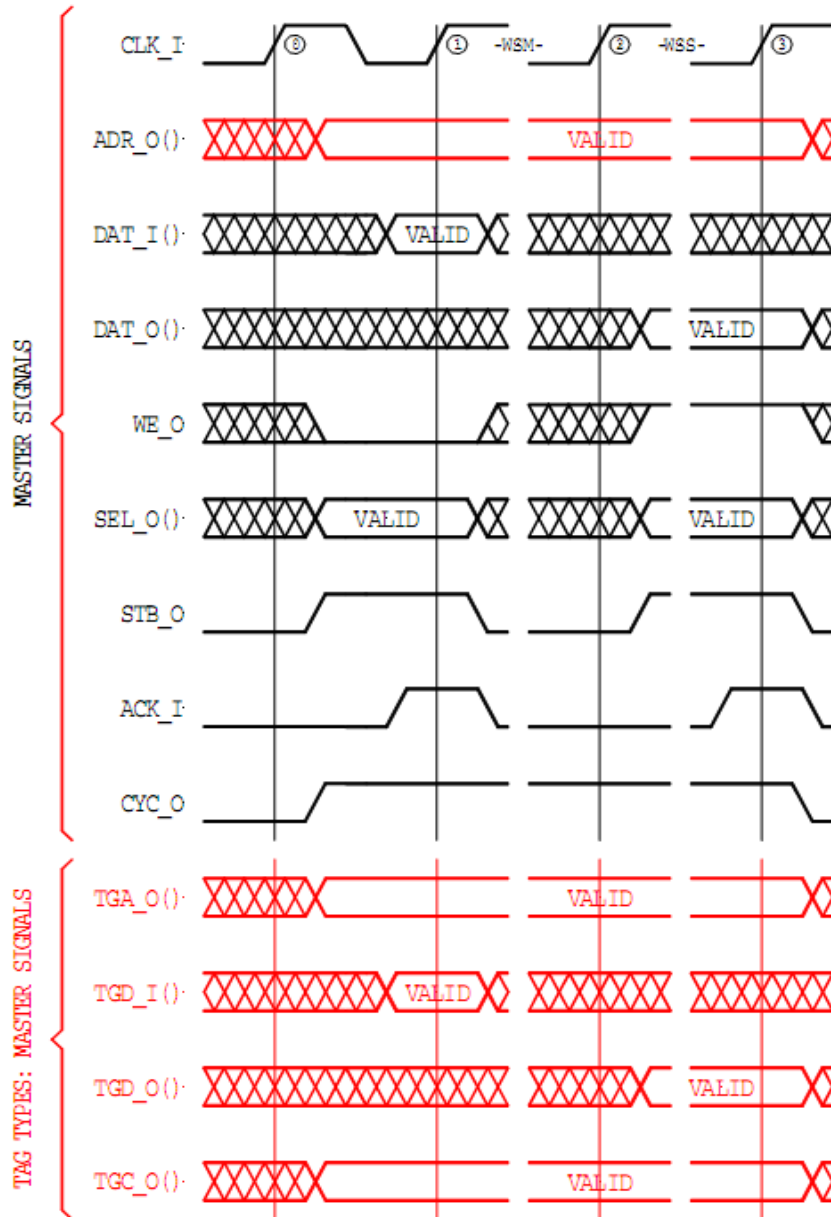 MASTER SIGNALS
CLK_I
0 1 -WSM- 2 -WSS- 3
ADR_O()
VALID
DAT_I()
VALID
DAT_O()
VALID
WE_O
SEL_O()
VALID VALID
STB_O
ACK_I
CYC_O
TAG TYPES: MASTER SIGNALS
TGA_O()
VALID
TGD_I()
VALID
TGD_O()
VALID
TGC_O()
VALID